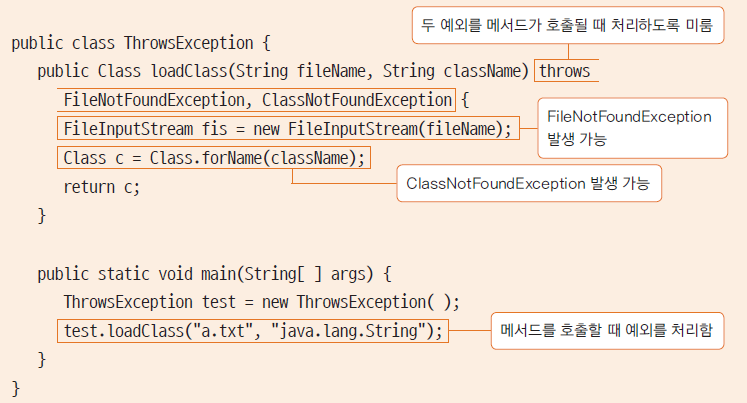 두 예외를 메서드가 호출될 때 처리하도록 미룸
public class ThrowsException {
public Class loadClass(String fileName, String className) throws
FileNotFoundException, ClassNotFoundException {
FileInputStream fis = new FileInputStream(fileName);
FileNotFoundException
발생 가능
Class c = Class.forName(className);
ClassNotFoundException 발생 가능
return c;
}
public static void main(String[ ] args) {
ThrowsException test = new ThrowsException( );
test.loadClass("a.txt", "java.lang.String");
메서드를 호출할 때 예외를 처리함
}
}